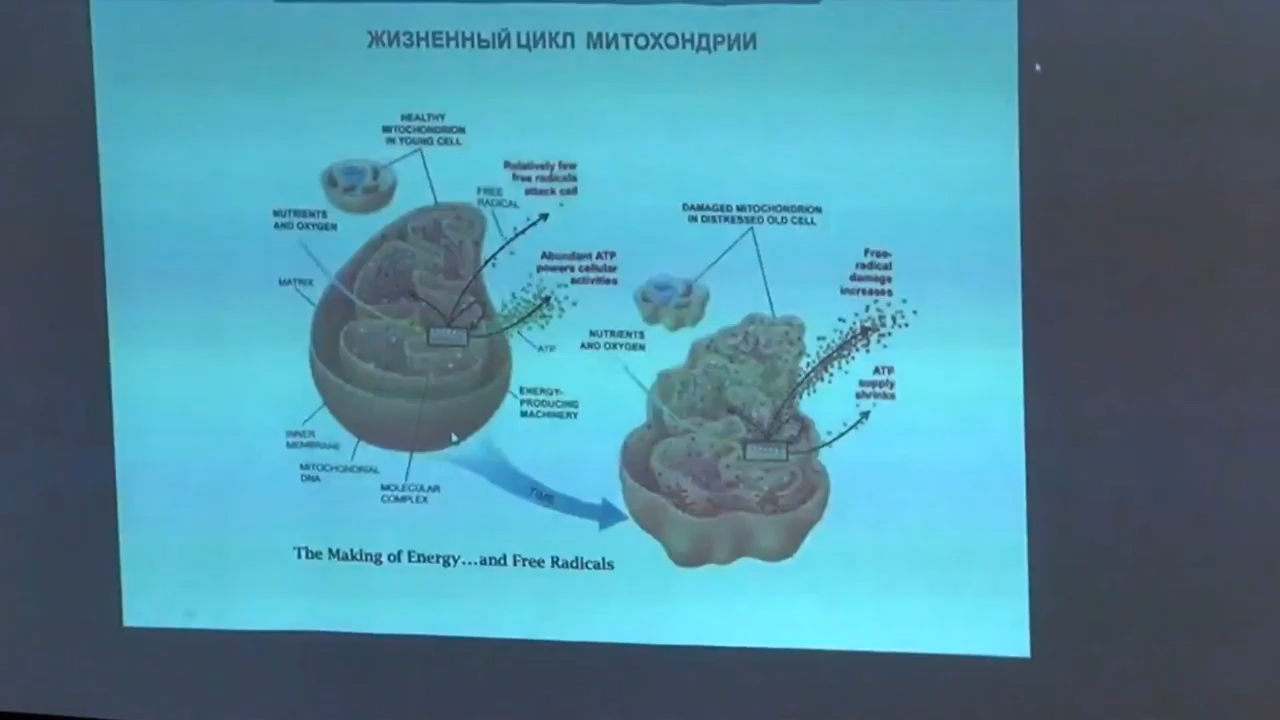 ЖИЗНЕННЫЙ ЦИКЛ МИТОХОНДРИИ
HEALTHY
MITOCHONDRION
IN YOUNG CELL
Relatively few
free radicals
attack cell
FREE
RADICAL
NUTRIENTS
AND OXYGEN
MATRIX
Abundant ATP
powers cellular
activities
ATP
ENERGY-
PRODUCING
MACHINERY
INNER
MEMBRANE
MITOCHONDRIAL
DNA
MOLECULAR
COMPLEX
TIME
DAMAGED MITOCHONDRION
IN DISTRESSED OLD CELL
NUTRIENTS
AND OXYGEN
Free-
radical
damage
increases
ATP
supply
shrinks
The Making of Energy...and Free Radicals